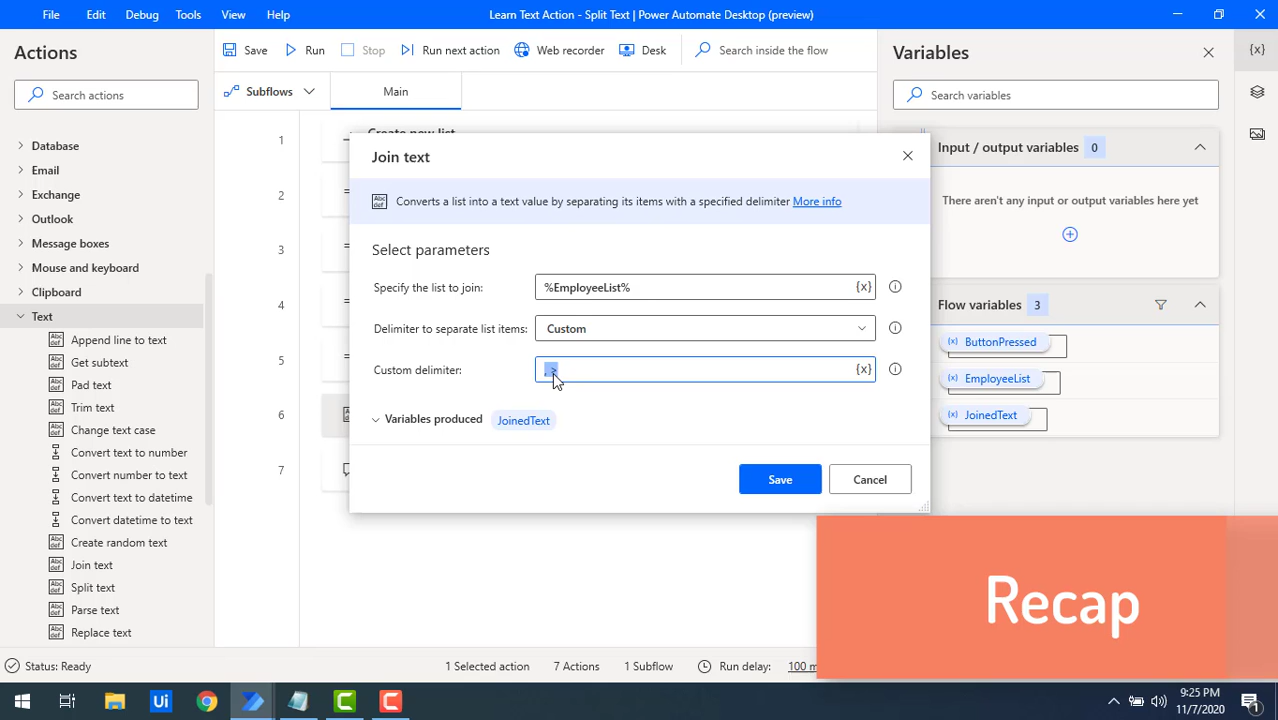 File Edit Debug Tools View Help Learn Text Action - Split Text | Power Automate Desktop (preview)
Actions
Search actions
Database
Email
Exchange
Outlook
Message boxes
Mouse and keyboard
Clipboard
Text
Append line to text
Get subtext
Pad text
Trim text
Change text case
Convert text to number
Convert number to text
Convert text to datetime
Convert datetime to text
Create random text
Join text
Split text
Parse text
Replace text
Save Run Stop Run next action Web recorder Desk Search inside the flow
Subflows Main
1 Create new list
2
3
4
5
6
7
Join text
Abc def Converts a list into a text value by separating its items with a specified delimiter More info
Select parameters
Specify the list to join: %EmployeeList% {x}
Delimiter to separate list items: Custom
Custom delimiter: , > {x}
Variables produced JoinedText
Save Cancel
Variables {x}
Search variables
Input / output variables 0
There aren't any input or output variables here yet
Flow variables 3
(x) ButtonPressed
(x) EmployeeList
(x) JoinedText
Recap
Status: Ready 1 Selected action 7 Actions 1 Subflow Run delay: 100 m
Ui
9:25 PM
11/7/2020
1